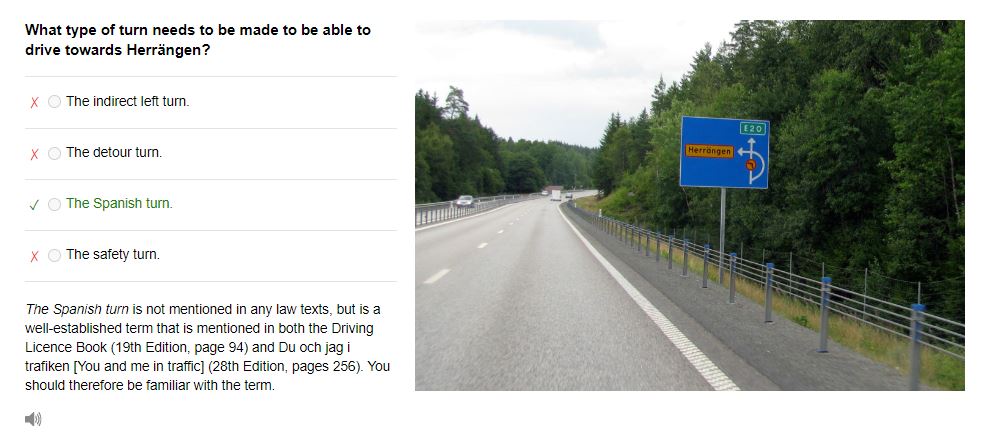 What type of turn needs to be made to be able to
drive towards Herrängen?
The indirect left turn.
The detour turn.
The Spanish turn.
The safety turn.
The Spanish turn is not mentioned in any law texts, but is a
well-established term that is mentioned in both the Driving
Licence Book (19th Edition, page 94) and Du och jag i
trafiken [You and me in traffic] (28th Edition, pages 256). You
should therefore be familiar with the term.
E20
Herrängen